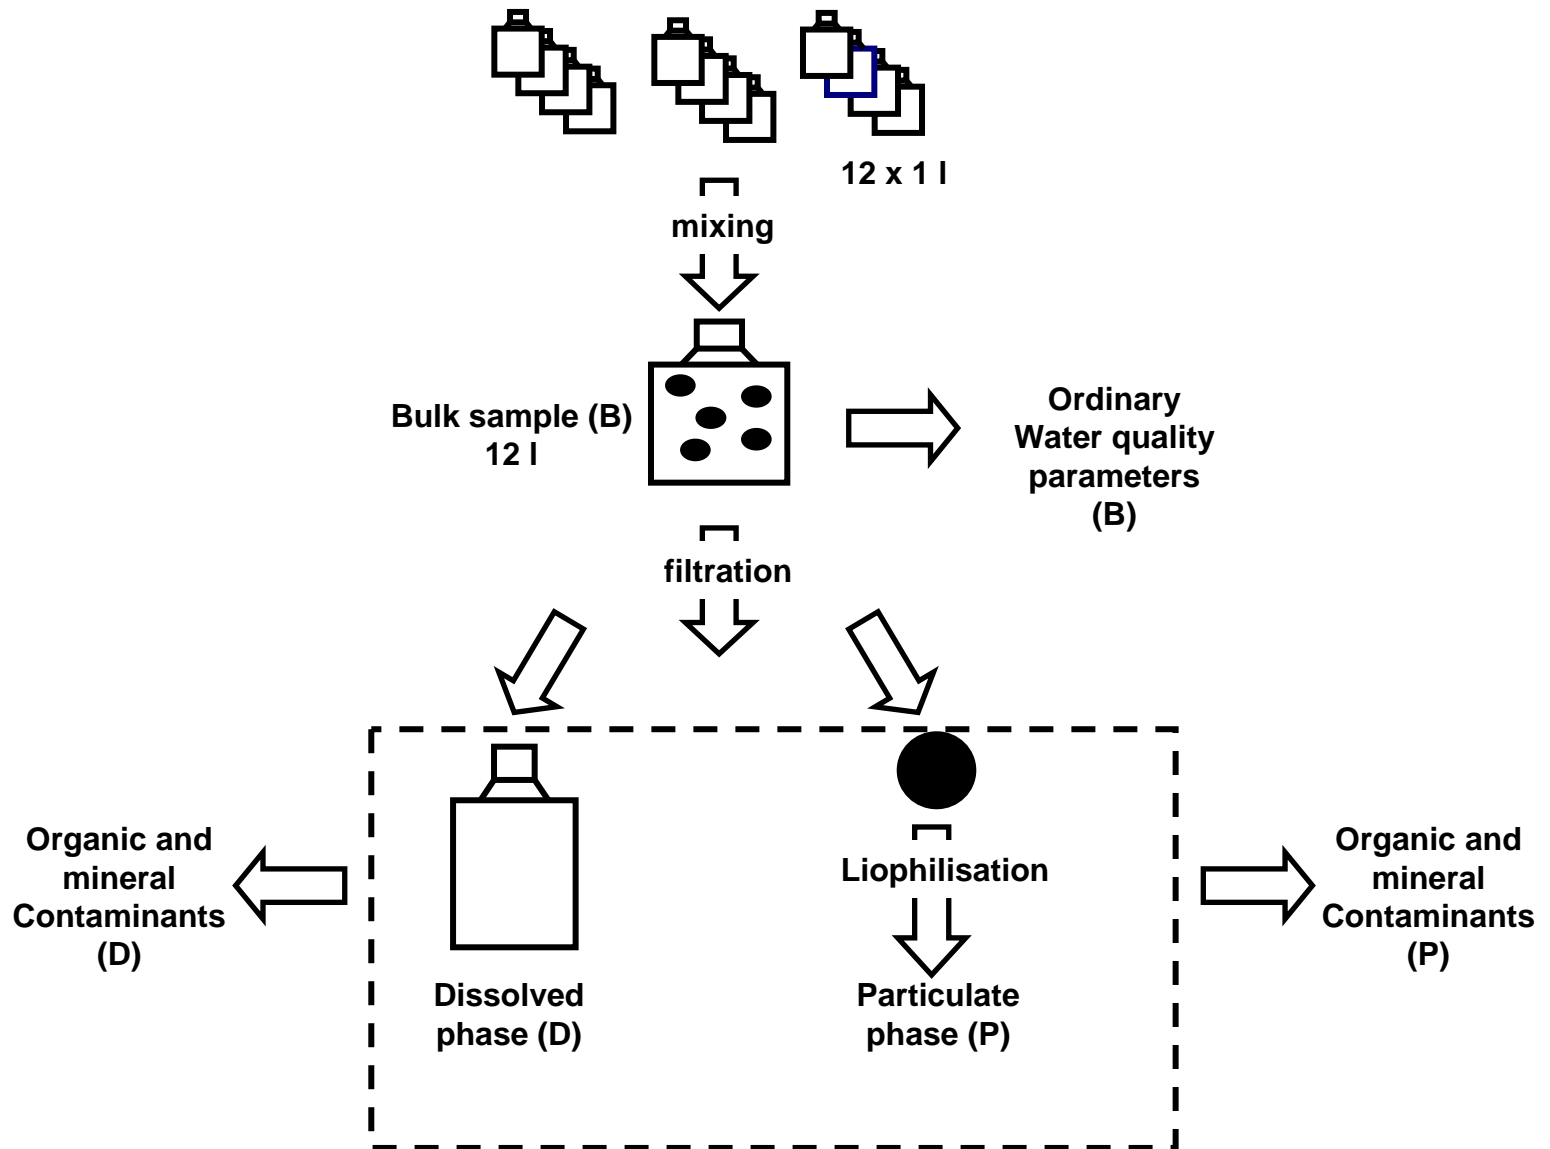 12 x 1 l
mixing
Bulk sample (B)
12 l
Ordinary
Water quality
parameters
(B)
filtration
Organic and
mineral
Contaminants
(D)
Liophilisation
Organic and
mineral
Contaminants
(P)
Dissolved
phase (D)
Particulate
phase (P)